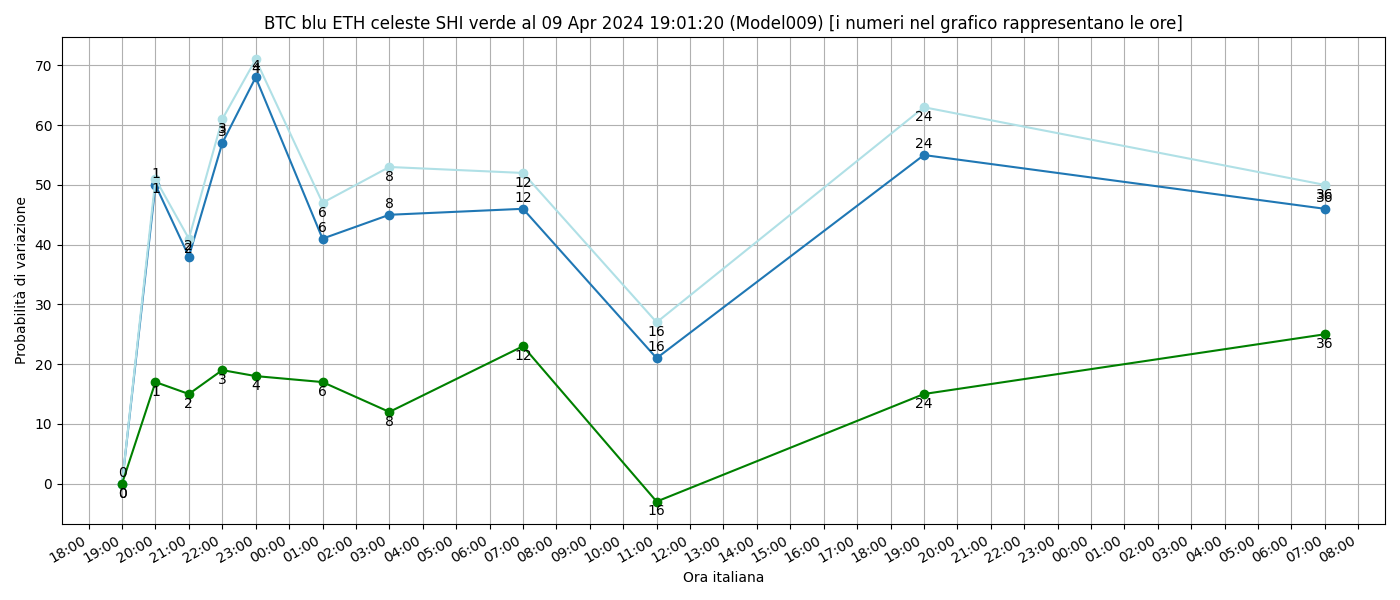 BTC blu ETH celeste SHI verde al 09 Apr 2024 19:01:20 (Model009) [i numeri nel grafico rappresentano le ore]
Probabilità di variazione
70
60
50
40
30
20
10
0
0 1 2 3 4 6 8 12 16 24 36
0 1 2 3 4 6 8 12 16 24 36
0 1 2 3 4 6 8 12 16 24 36
18:00 19:00 20:00 21:00 22:00 23:00 00:00 01:00 02:00 03:00 04:00 05:00 06:00 07:00 08:00 09:00 10:00 11:00 12:00 13:00 14:00 15:00 16:00 17:00 18:00 19:00 20:00 21:00 22:00 23:00 00:00 01:00 02:00 03:00 04:00 05:00 06:00 07:00 08:00
Ora italiana